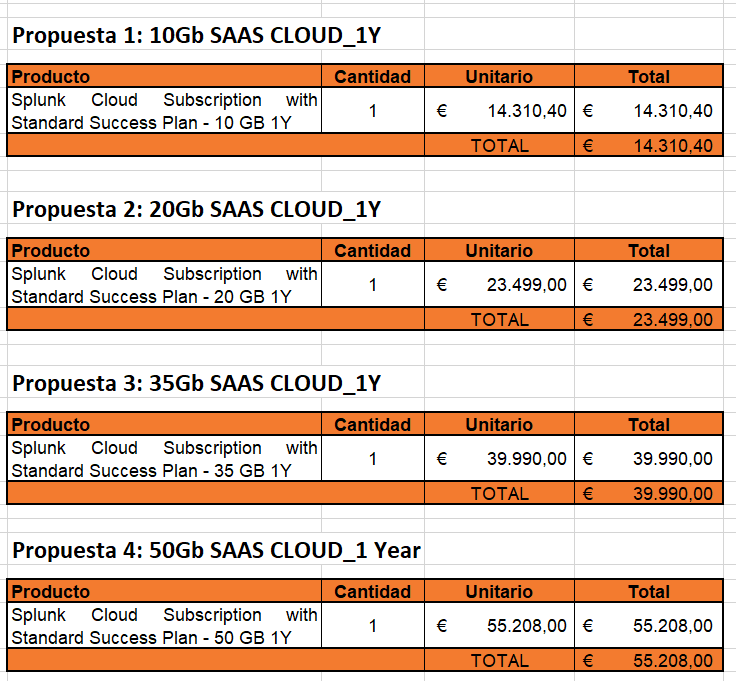 Propuesta 1: 10Gb SAAS CLOUD_1Y
Producto Cantidad Unitario Total
Splunk Cloud Subscription with
Standard Success Plan - 10 GB 1Y 1 € 14.310,40 € 14.310,40
TOTAL € 14.310,40
Propuesta 2: 20Gb SAAS CLOUD_1Y
Producto Cantidad Unitario Total
Splunk Cloud Subscription with
Standard Success Plan - 20 GB 1Y 1 € 23.499,00 € 23.499,00
TOTAL € 23.499,00
Propuesta 3: 35Gb SAAS CLOUD_1Y
Producto Cantidad Unitario Total
Splunk Cloud Subscription with
Standard Success Plan - 35 GB 1Y 1 € 39.990,00 € 39.990,00
TOTAL € 39.990,00
Propuesta 4: 50Gb SAAS CLOUD_1 Year
Producto Cantidad Unitario Total
Splunk Cloud Subscription with
Standard Success Plan - 50 GB 1Y 1 € 55.208,00 € 55.208,00
TOTAL € 55.208,00